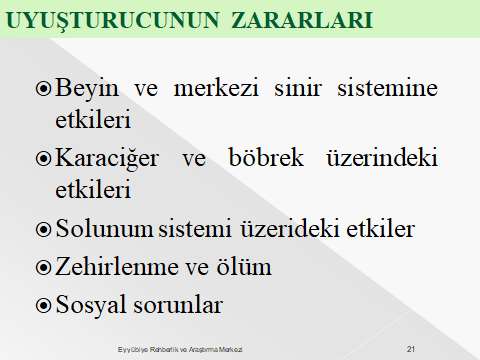 UYUŞTURUCUNUN ZARARLARI
Beyin ve merkezi sinir sistemine
etkileri
Karaciğer ve böbrek üzerindeki
etkileri
Solunum sistemi üzerideki etkiler
Zehirlenme ve ölüm
Sosyal sorunlar
Eyyübiye Rehberlik ve Araştırma Merkezi
21